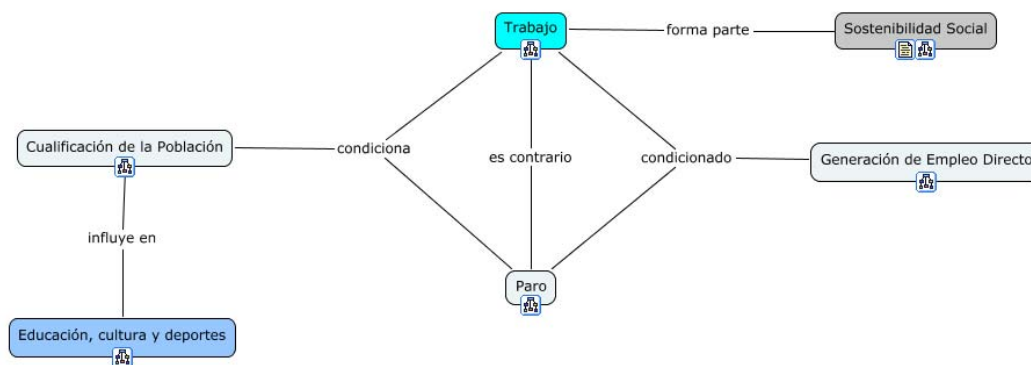 Trabajo
forma parte
Sostenibilidad Social
Cualificación de la Población
condiciona
es contrario
condicionado
Generación de Empleo Directo
influye en
Paro
Educación, cultura y deportes